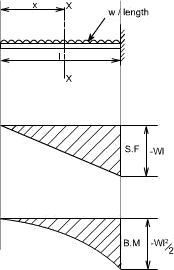 x
X
w / length
l
X
S.F
-Wl
B.M
-Wl²/2